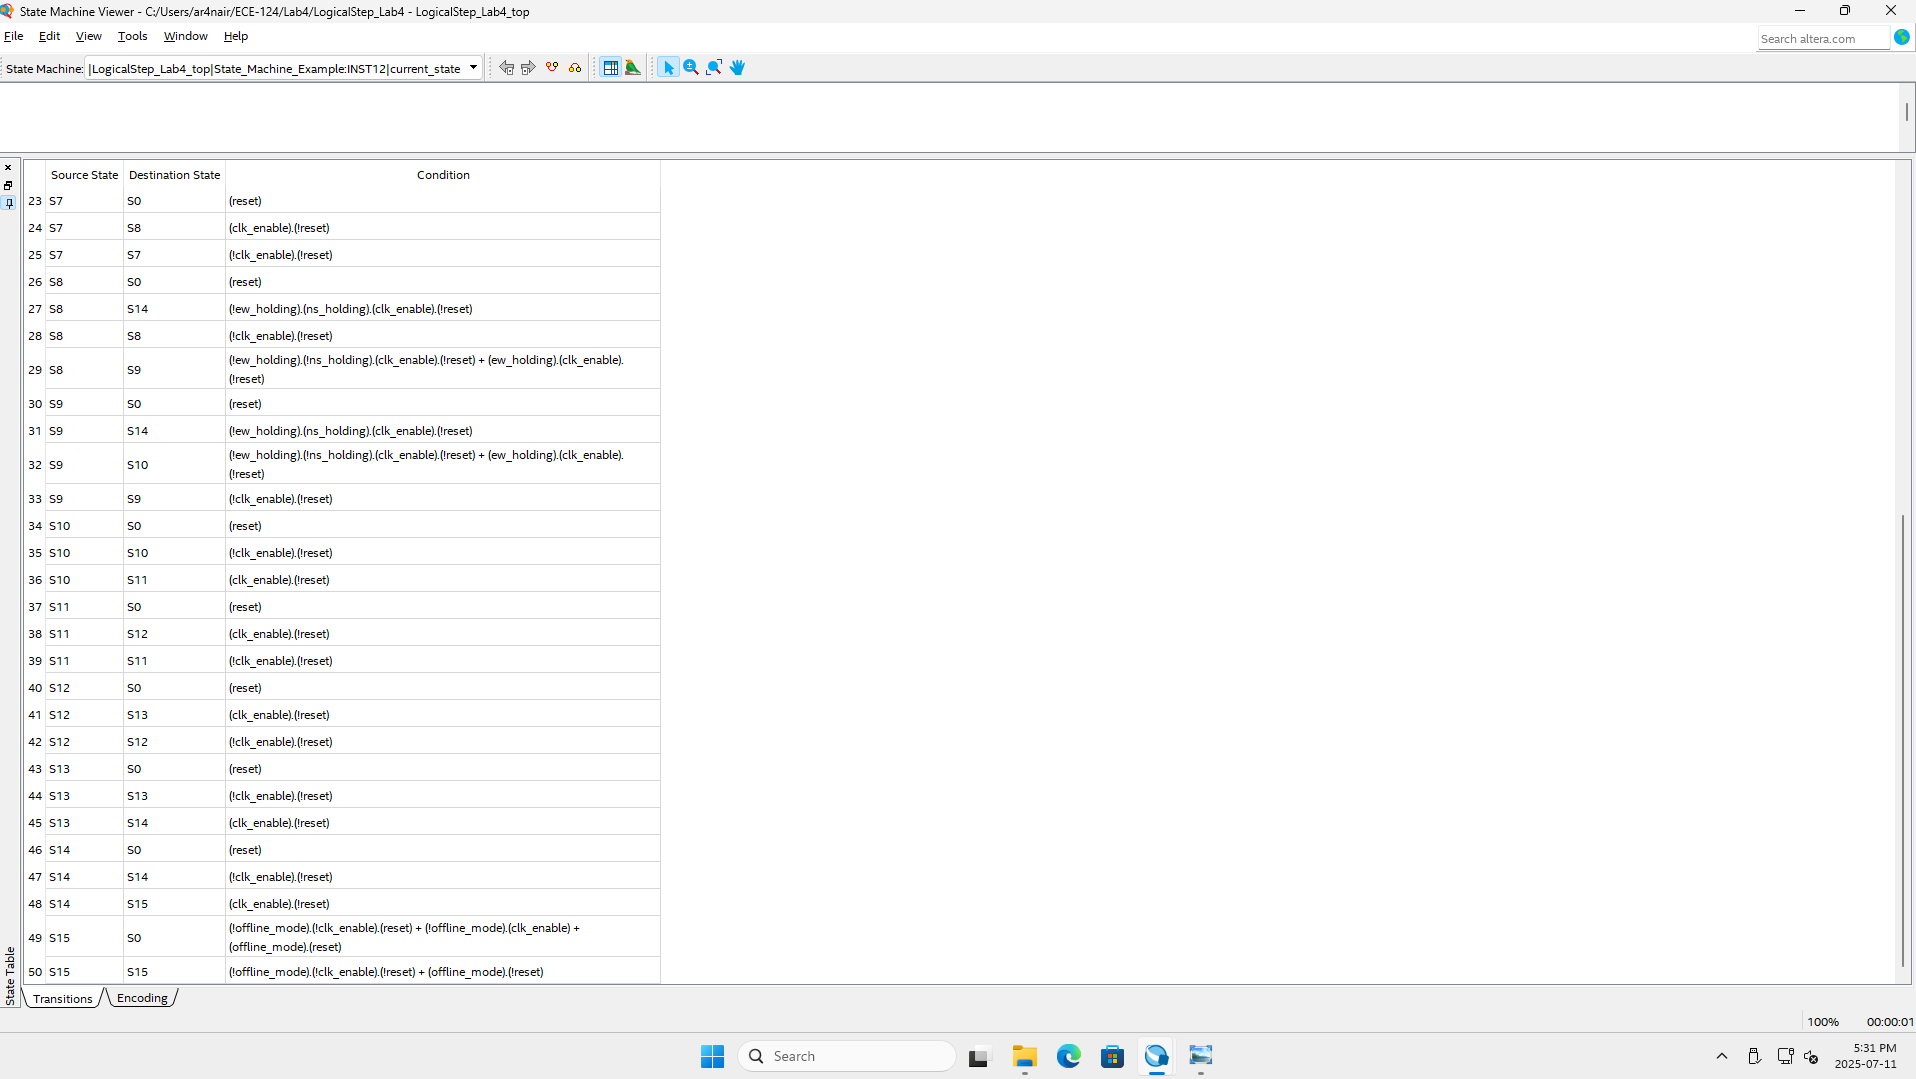 State Machine Viewer - C:/Users/ar4nair/ECE-124/Lab4/LogicalStep_Lab4 - LogicalStep_Lab4_top
File Edit View Tools Window Help
Search altera.com
State Machine: |LogicalStep_Lab4_top|State_Machine_Example:INST12|current_state
Source State Destination State Condition
23 S7 S0 (reset)
24 S7 S8 (clk_enable).(!reset)
25 S7 S7 (!clk_enable).(!reset)
26 S8 S0 (reset)
27 S8 S14 (!ew_holding).(ns_holding).(clk_enable).(!reset)
28 S8 S8 (!clk_enable).(!reset)
29 S8 S9 (!ew_holding).(!ns_holding).(clk_enable).(!reset) + (ew_holding).(clk_enable).
(!reset)
30 S9 S0 (reset)
31 S9 S14 (!ew_holding).(ns_holding).(clk_enable).(!reset)
32 S9 S10 (!ew_holding).(!ns_holding).(clk_enable).(!reset) + (ew_holding).(clk_enable).
(!reset)
33 S9 S9 (!clk_enable).(!reset)
34 S10 S0 (reset)
35 S10 S10 (!clk_enable).(!reset)
36 S10 S11 (clk_enable).(!reset)
37 S11 S0 (reset)
38 S11 S12 (clk_enable).(!reset)
39 S11 S11 (!clk_enable).(!reset)
40 S12 S0 (reset)
41 S12 S13 (clk_enable).(!reset)
42 S12 S12 (!clk_enable).(!reset)
43 S13 S0 (reset)
44 S13 S13 (!clk_enable).(!reset)
45 S13 S14 (clk_enable).(!reset)
46 S14 S0 (reset)
47 S14 S14 (!clk_enable).(!reset)
48 S14 S15 (clk_enable).(!reset)
49 S15 S0 (!offline_mode).(!clk_enable).(reset) + (!offline_mode).(clk_enable) +
(offline_mode).(reset)
50 S15 S15 (!offline_mode).(!clk_enable).(!reset) + (offline_mode).(!reset)
State Table
Transitions Encoding
100% 00:00:01
Search
5:31 PM
2025-07-11